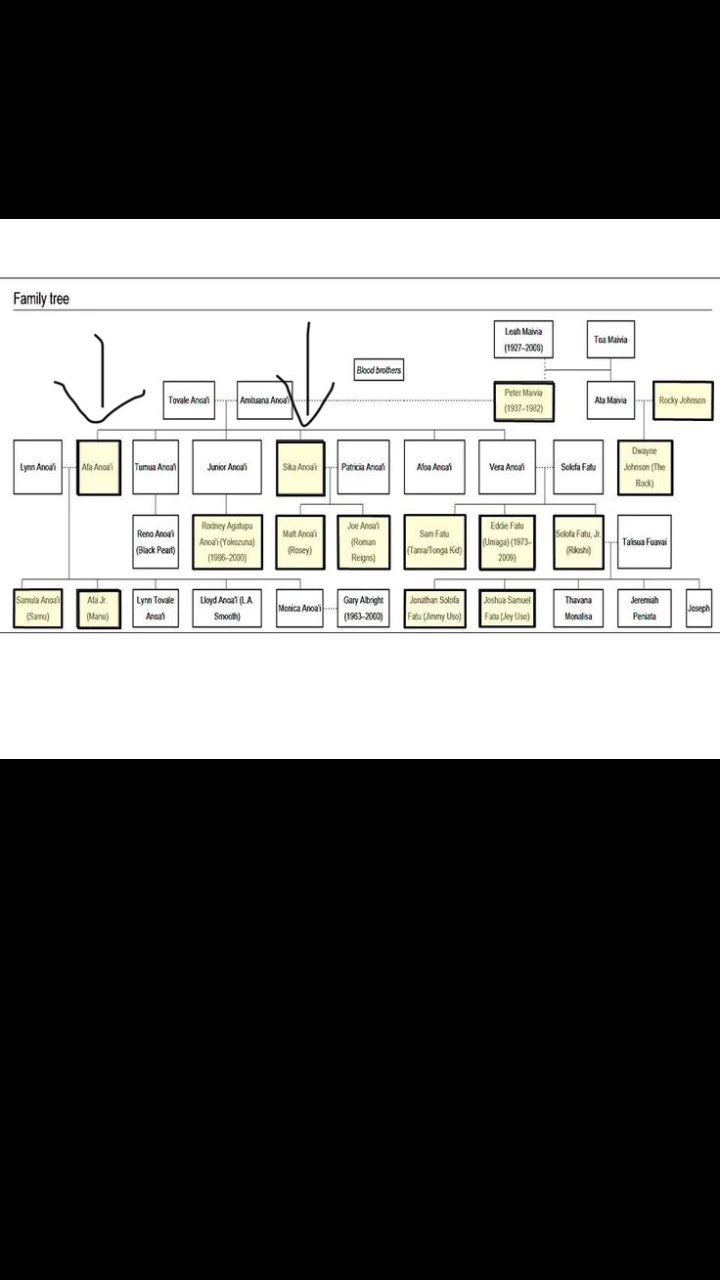 Family tree
Leah Maivia
(1927–2008)
Toa Maivia
Blood brothers
Tovale Anoa'i
Amituana Anoa'i
Peter Maivia
(1937–1982)
Ata Maivia
Rocky Johnson
Lynn Anoa'i
Afa Anoa'i
Tumua Anoa'i
Junior Anoa'i
Sika Anoa'i
Patricia Anoa'i
Afoa Anoa'i
Vera Anoa'i
Solofa Fatu
Dwayne
Johnson (The
Rock)
Reno Anoa'i
(Black Pearl)
Rodney Agatupu
Anoa'i (Yokozuna)
(1966–2000)
Matt Anoa'i
(Rosey)
Joe Anoa'i
(Roman
Reigns)
Sam Fatu
(Tama/Tonga Kid)
Eddie Fatu
(Umaga) (1973–
2009)
Solofa Fatu, Jr.
(Rikishi)
Talisua Fuavai
Samula Anoa'i
(Samu)
Afa Jr.
(Manu)
Lynn Tovale
Anoa'i
Lloyd Anoa'i (L.A.
Smooth)
Monica Anoa'i
Gary Albright
(1963–2000)
Jonathan Solofa
Fatu (Jimmy Uso)
Joshua Samuel
Fatu (Jey Uso)
Thavana
Monalisa
Jeremiah
Peniata
Joseph